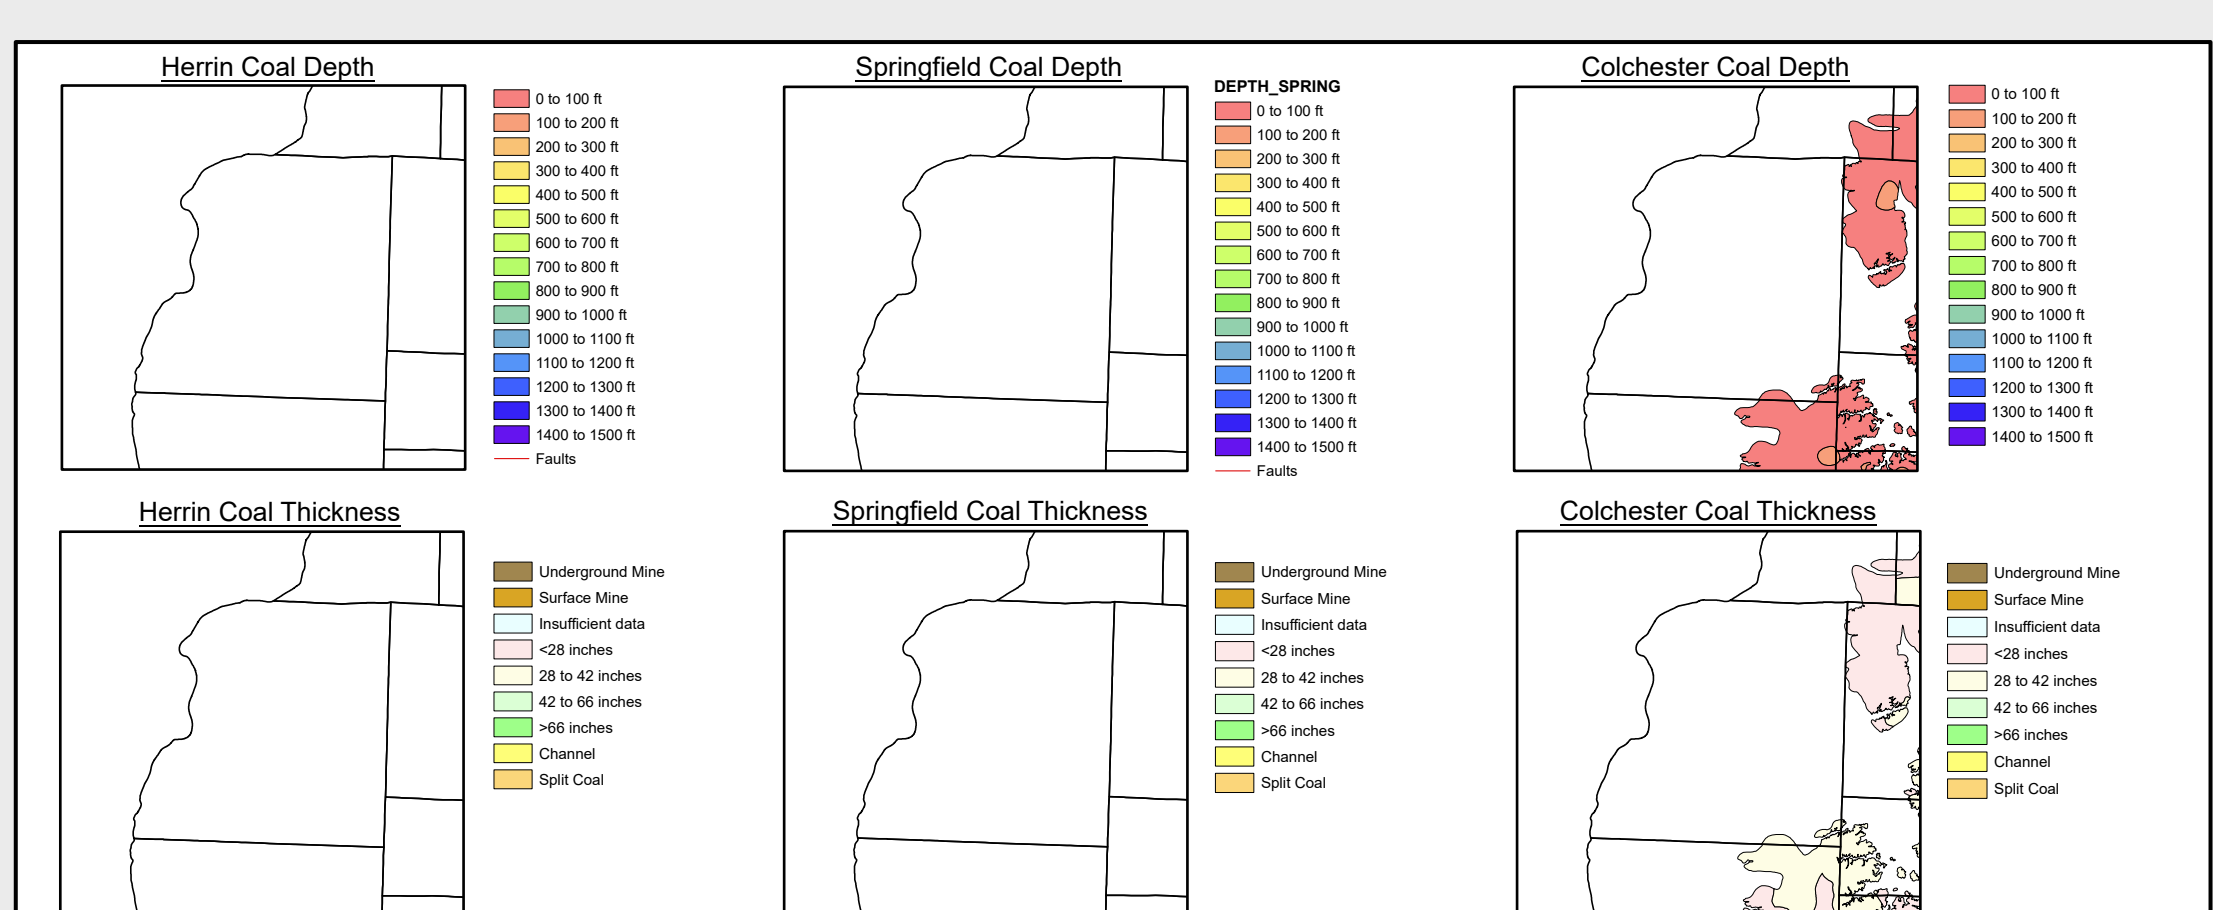 Herrin Coal Depth
0 to 100 ft
100 to 200 ft
200 to 300 ft
300 to 400 ft
400 to 500 ft
500 to 600 ft
600 to 700 ft
700 to 800 ft
800 to 900 ft
900 to 1000 ft
1000 to 1100 ft
1100 to 1200 ft
1200 to 1300 ft
1300 to 1400 ft
1400 to 1500 ft
Faults
Springfield Coal Depth
DEPTH_SPRING
0 to 100 ft
100 to 200 ft
200 to 300 ft
300 to 400 ft
400 to 500 ft
500 to 600 ft
600 to 700 ft
700 to 800 ft
800 to 900 ft
900 to 1000 ft
1000 to 1100 ft
1100 to 1200 ft
1200 to 1300 ft
1300 to 1400 ft
1400 to 1500 ft
Faults
Colchester Coal Depth
0 to 100 ft
100 to 200 ft
200 to 300 ft
300 to 400 ft
400 to 500 ft
500 to 600 ft
600 to 700 ft
700 to 800 ft
800 to 900 ft
900 to 1000 ft
1000 to 1100 ft
1100 to 1200 ft
1200 to 1300 ft
1300 to 1400 ft
1400 to 1500 ft
Herrin Coal Thickness
Underground Mine
Surface Mine
Insufficient data
<28 inches
28 to 42 inches
42 to 66 inches
>66 inches
Channel
Split Coal
Springfield Coal Thickness
Underground Mine
Surface Mine
Insufficient data
<28 inches
28 to 42 inches
42 to 66 inches
>66 inches
Channel
Split Coal
Colchester Coal Thickness
Underground Mine
Surface Mine
Insufficient data
<28 inches
28 to 42 inches
42 to 66 inches
>66 inches
Channel
Split Coal